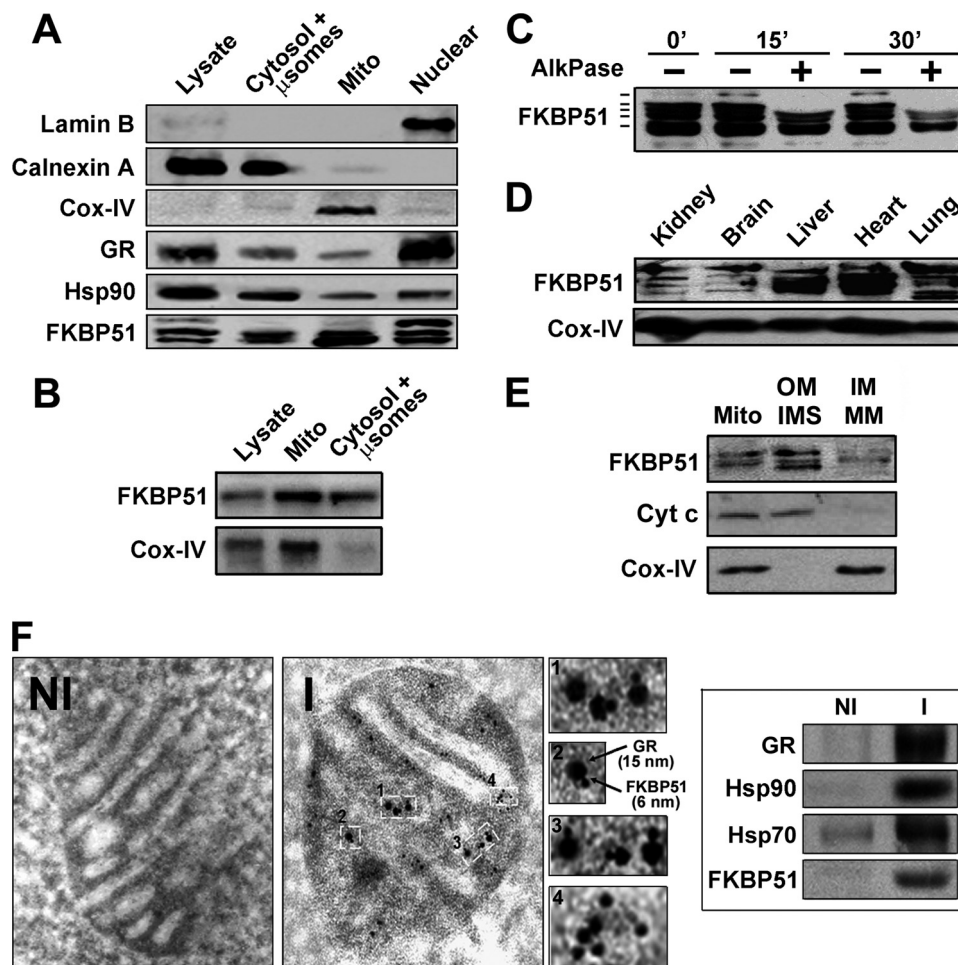 A
Lysate
Cytosol +
µsomes
Mito
Nuclear
Lamin B
Calnexin A
Cox-IV
GR
Hsp90
FKBP51
B
Lysate
Mito
Cytosol +
µsomes
FKBP51
Cox-IV
C
0' 15' 30'
AlkPase − − + − +
FKBP51
D
Kidney
Brain
Liver
Heart
Lung
FKBP51
Cox-IV
E
Mito
OM
IMS
IM
MM
FKBP51
Cyt c
Cox-IV
F
NI
I
1
2
3
4
1
2
GR
(15 nm)
FKBP51
(6 nm)
3
4
NI I
GR
Hsp90
Hsp70
FKBP51